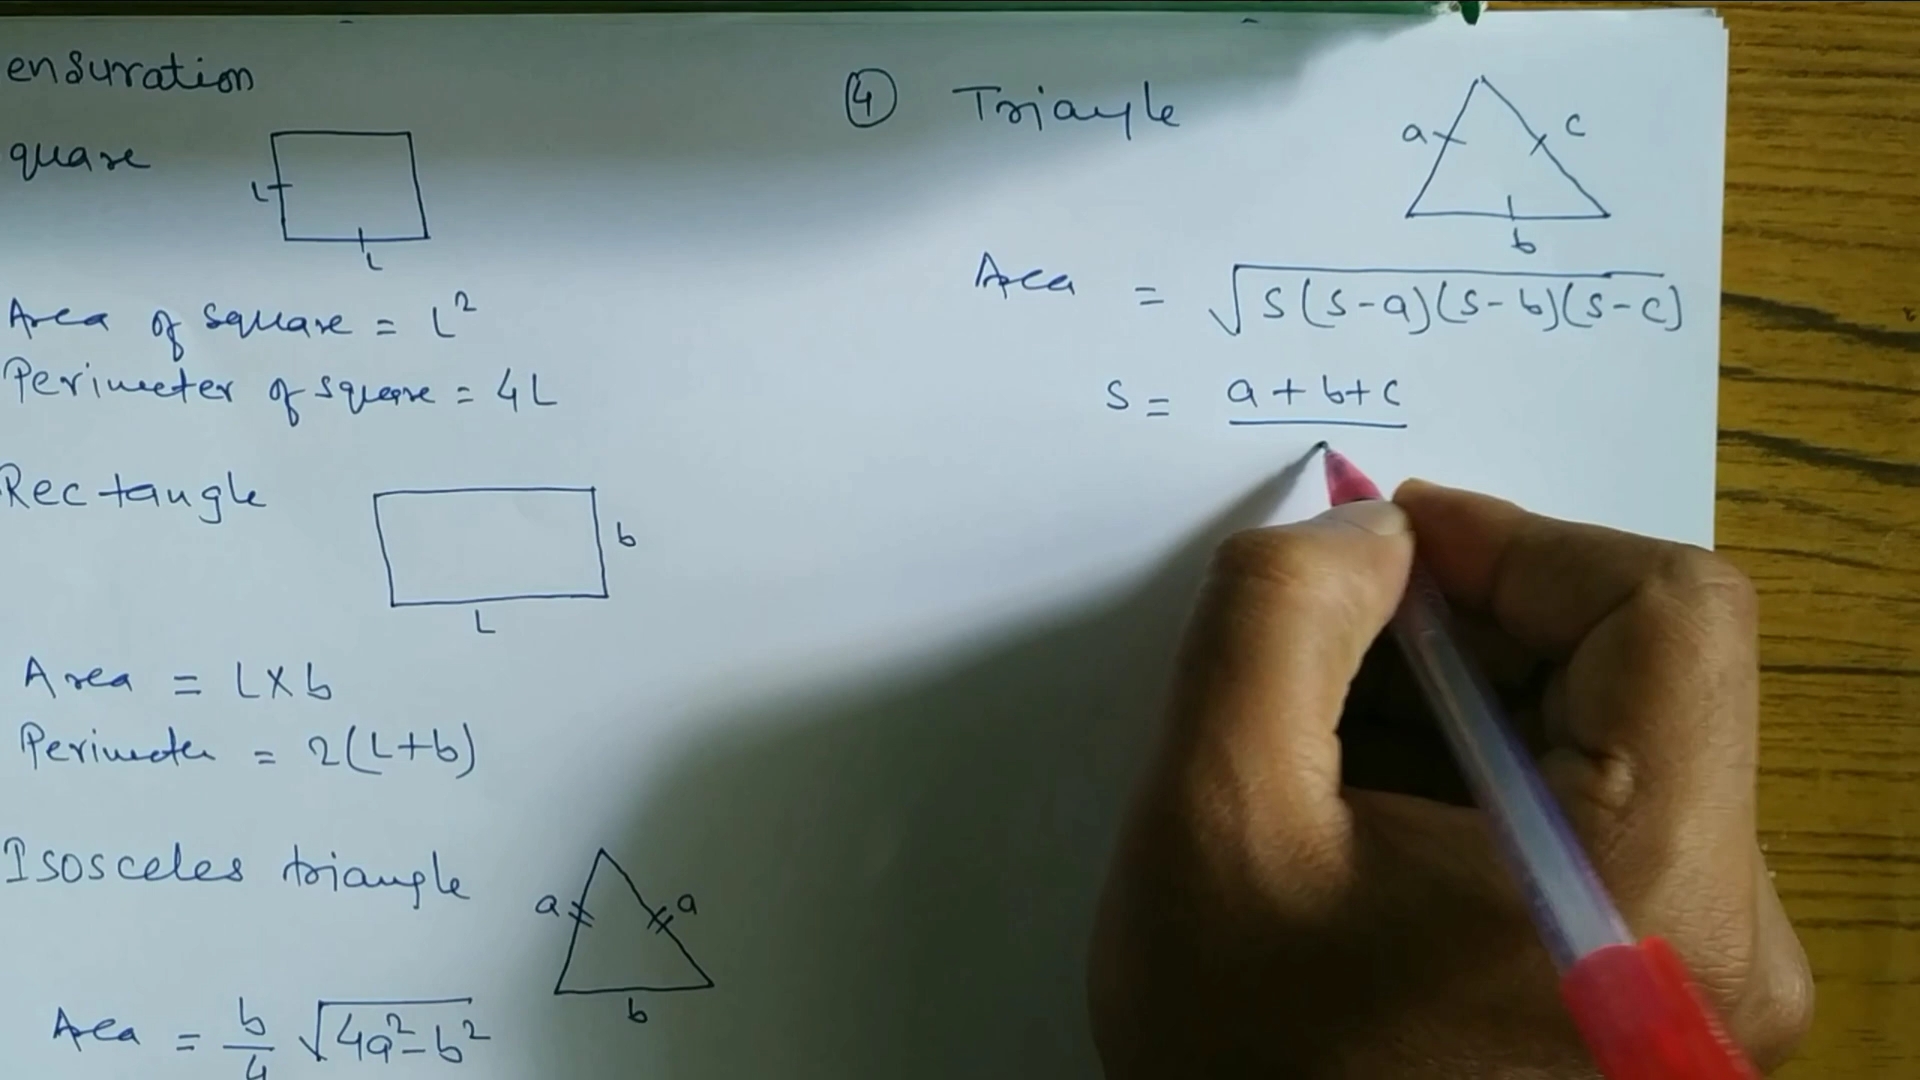 ensuration
quare
L
L
Area of square = L²
Perimeter of square = 4L
Rectangle
b
L
Area = L×b
Perimeter = 2(L+b)
Isosceles triangle
a a
b
Area = b/4 √4a²-b²
④ Triangle
a c
b
Area = √S(S-a)(S-b)(S-c)
S = a+b+c